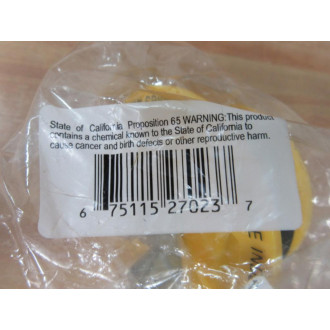 State of California Proposition 65 WARNING: This product
contains a chemical known to the State of California to
cause cancer and birth defects or other reproductive harm.
6 75115 27023 7